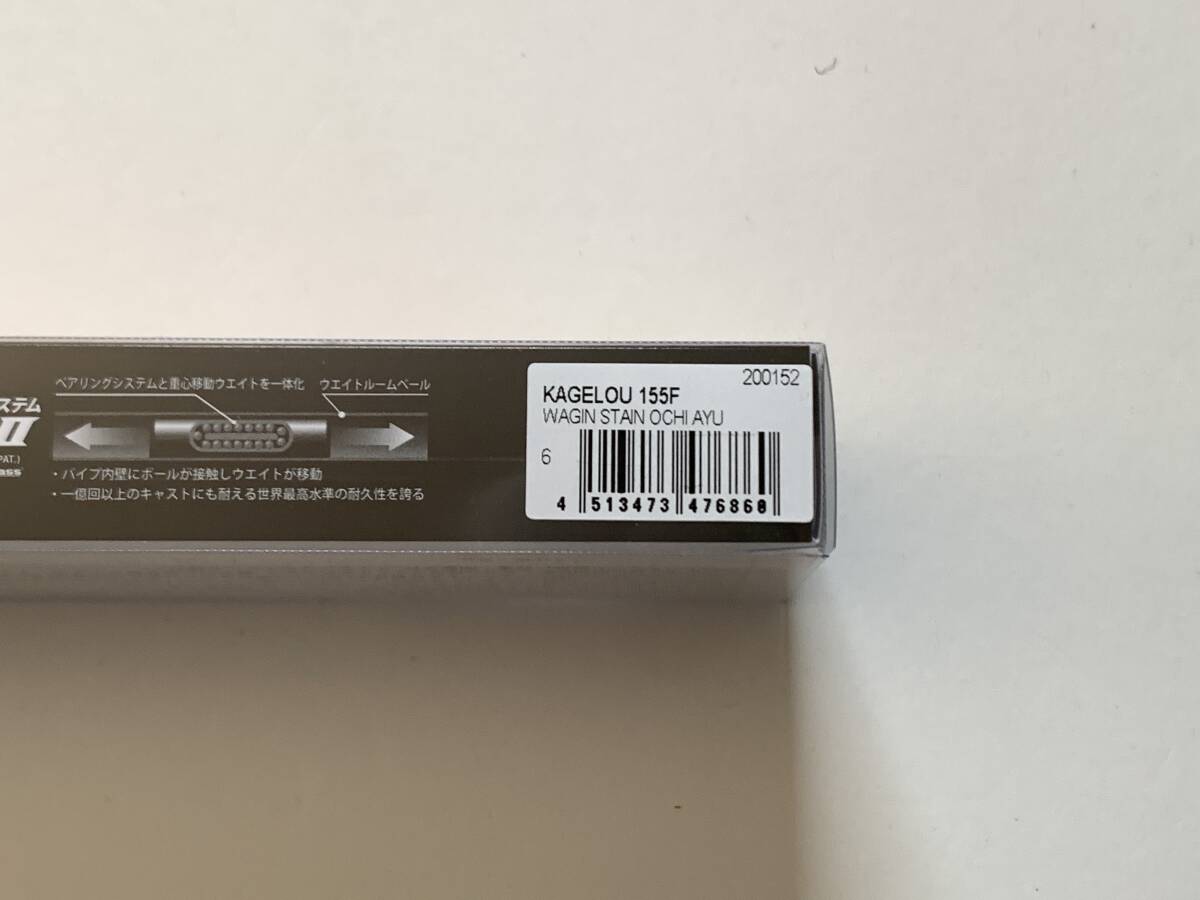 ベアリングシステムと重心移動ウエイトを一体化 ウエイトルームベール
ステム
II
PAT.)
ass
・パイプ内壁にボールが接触しウエイトが移動
・一億回以上のキャストにも耐える世界最高水準の耐久性を誇る
200152
KAGELOU 155F
WAGIN STAIN OCHI AYU
6
4 513473 476868